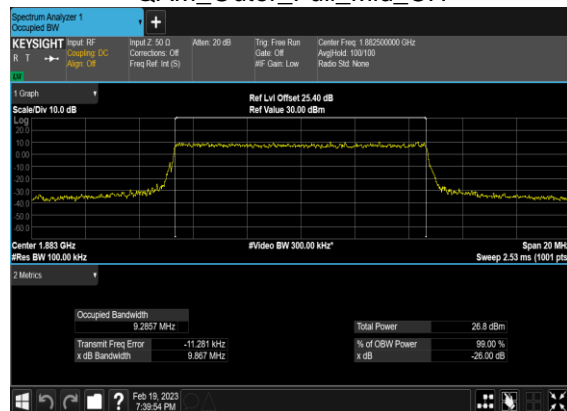 Spectrum Analyzer 1
Occupied BW
+
KEYSIGHT
R T
Input: RF
Coupling: DC
Align: Off
Input Z: 50 Ω
Corrections: Off
Freq Ref: Int (S)
Atten: 20 dB
Trig: Free Run
Gate: Off
#IF Gain: Low
Center Freq: 1.882500000 GHz
Avg|Hold: 100/100
Radio Std: None
LW
1 Graph
Scale/Div 10.0 dB
Ref Lvl Offset 25.40 dB
Ref Value 30.00 dBm
Log
20.0
10.0
0.00
-10.0
-20.0
-30.0
-40.0
-50.0
-60.0
Center 1.883 GHz
#Res BW 100.00 kHz
#Video BW 300.00 kHz*
Span 20 MHz
Sweep 2.53 ms (1001 pts
2 Metrics
Occupied Bandwidth
9.2857 MHz
Total Power 26.8 dBm
Transmit Freq Error -11.281 kHz
% of OBW Power 99.00 %
x dB Bandwidth 9.867 MHz
x dB -26.00 dB
?
Feb 19, 2023
7:39:54 PM